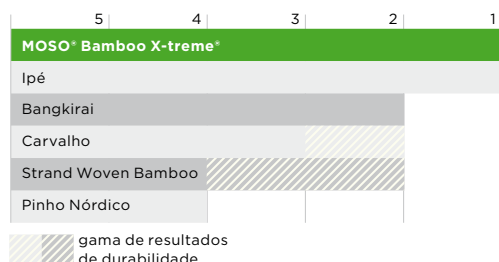 5 4 3 2 1
MOSO® Bamboo X-treme®
Ipé
Bangkirai
Carvalho
Strand Woven Bamboo
Pinho Nórdico
gama de resultados
de durabilidade